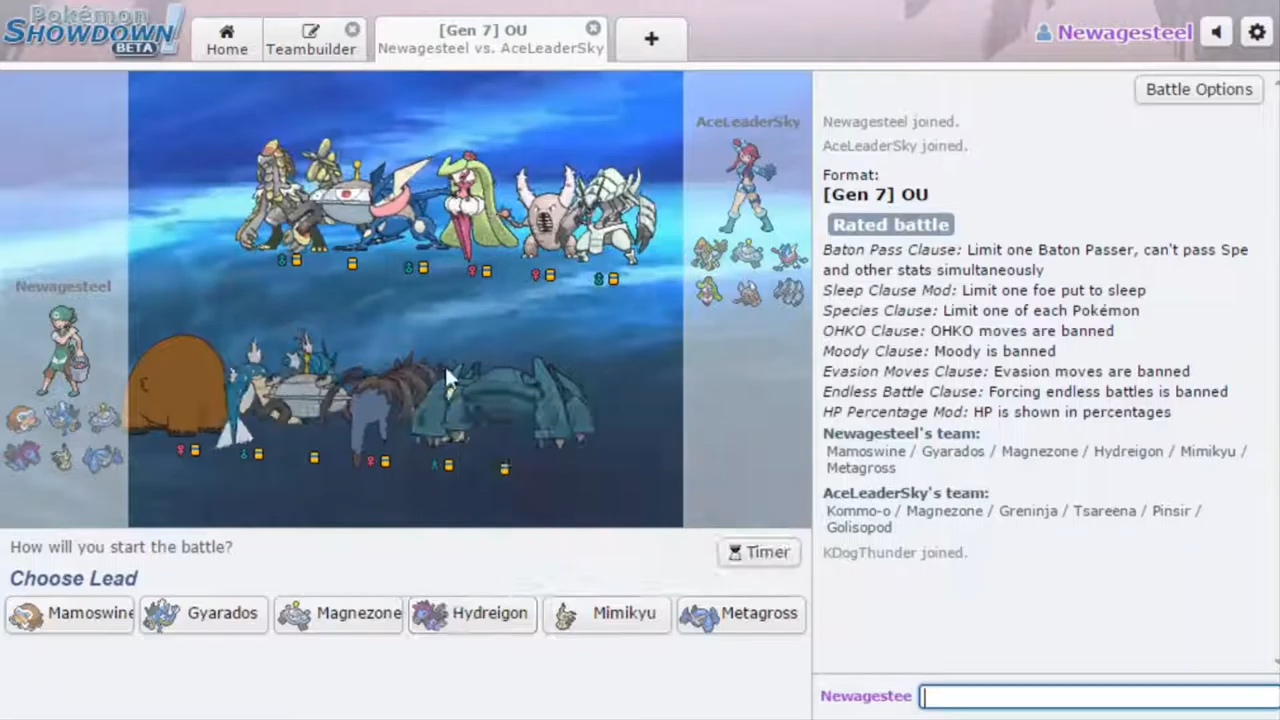 Pokémon
SHOWDOWN!
BETA
Home
Teambuilder
[Gen 7] OU
Newagesteel vs. AceLeaderSky
+
Newagesteel
Battle Options
AceLeaderSky
Newagesteel
Newagesteel joined.
AceLeaderSky joined.
Format:
[Gen 7] OU
Rated battle
Baton Pass Clause: Limit one Baton Passer, can't pass Spe
and other stats simultaneously
Sleep Clause Mod: Limit one foe put to sleep
Species Clause: Limit one of each Pokémon
OHKO Clause: OHKO moves are banned
Moody Clause: Moody is banned
Evasion Moves Clause: Evasion moves are banned
Endless Battle Clause: Forcing endless battles is banned
HP Percentage Mod: HP is shown in percentages
Newagesteel's team:
Mamoswine / Gyarados / Magnezone / Hydreigon / Mimikyu /
Metagross
AceLeaderSky's team:
Kommo-o / Magnezone / Greninja / Tsareena / Pinsir /
Golisopod
KDogThunder joined.
How will you start the battle?
Timer
Choose Lead
Mamoswine
Gyarados
Magnezone
Hydreigon
Mimikyu
Metagross
Newagestee